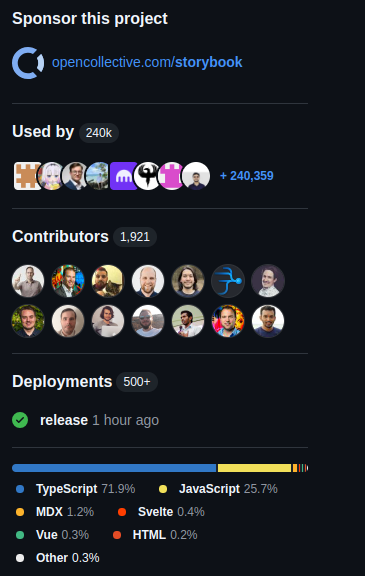 Sponsor this project
opencollective.com/storybook
Used by 240k
+ 240,359
Contributors 1,921
Deployments 500+
release 1 hour ago
TypeScript 71.9% JavaScript 25.7%
MDX 1.2% Svelte 0.4%
Vue 0.3% HTML 0.2%
Other 0.3%